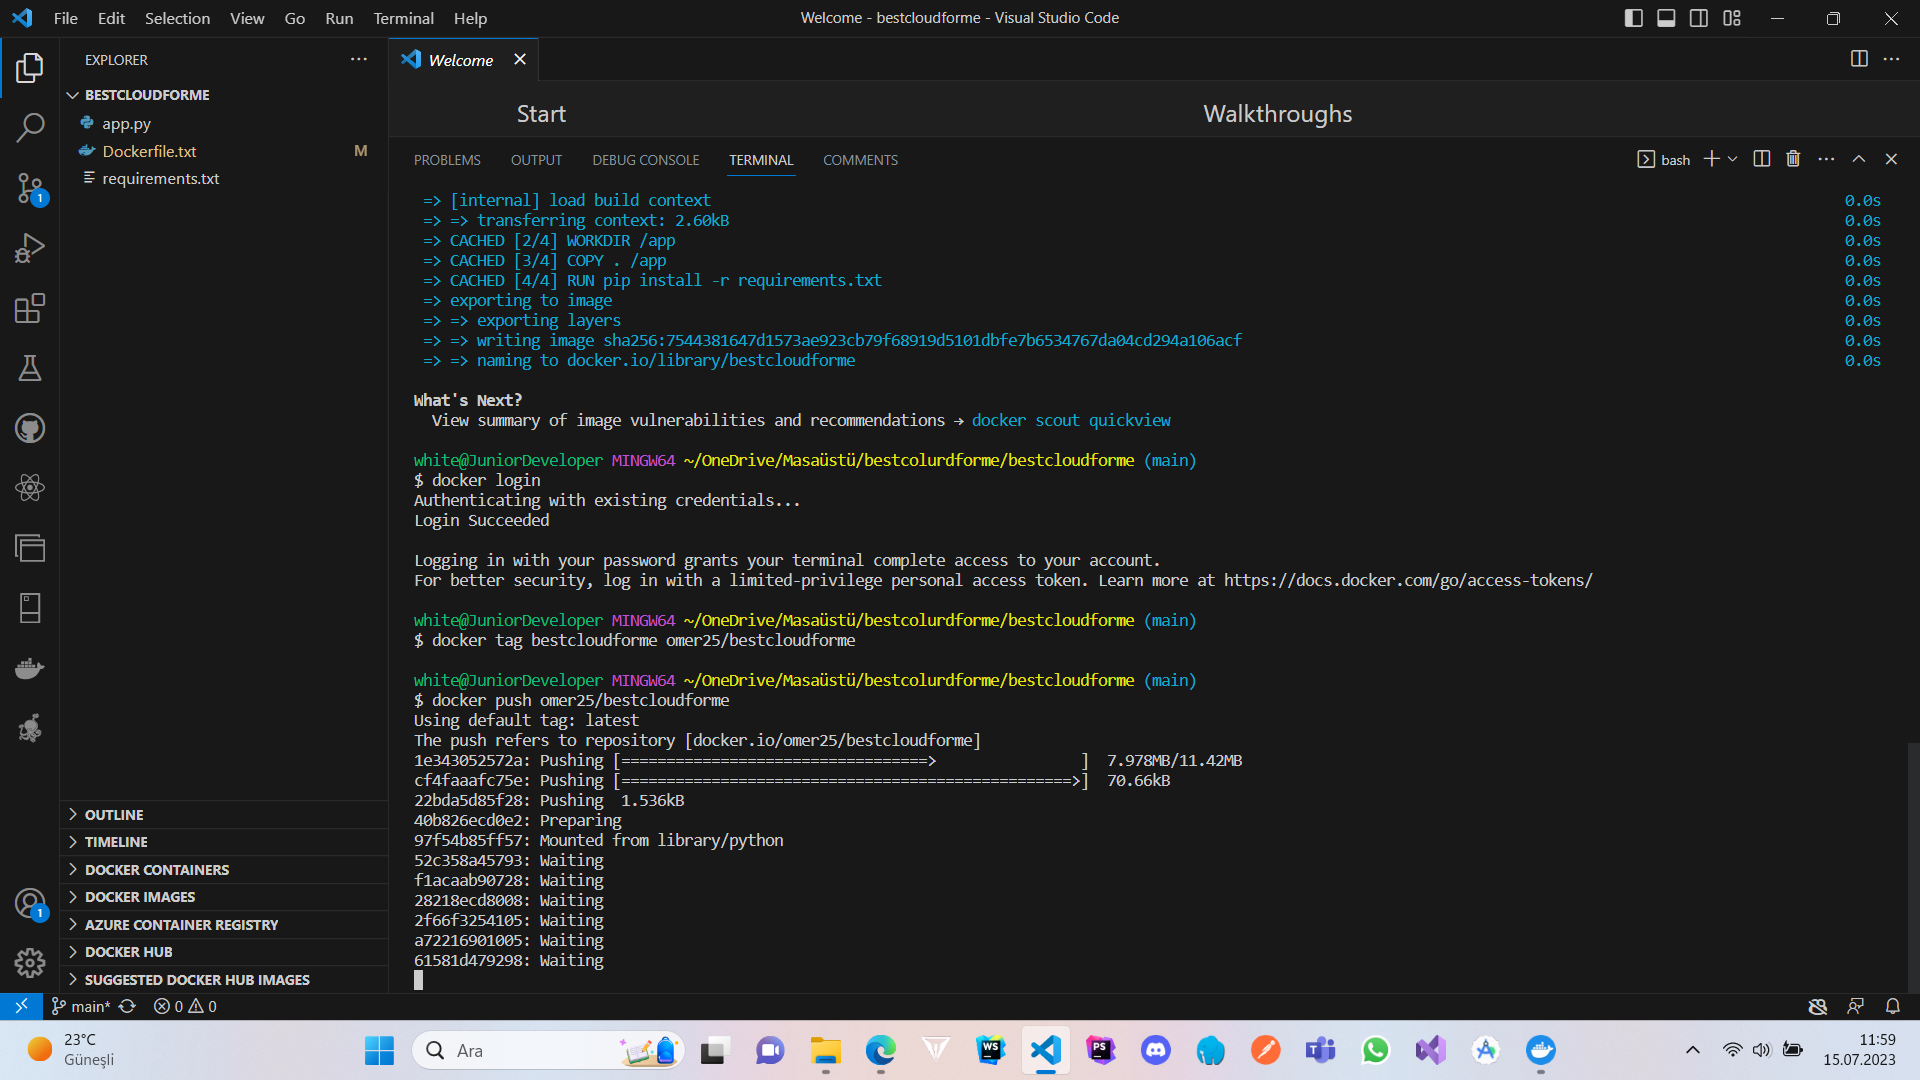 File Edit Selection View Go Run Terminal Help
Welcome - bestcloudforme - Visual Studio Code
EXPLORER
BESTCLOUDFORME
app.py
Dockerfile.txt M
requirements.txt
OUTLINE
TIMELINE
DOCKER CONTAINERS
DOCKER IMAGES
AZURE CONTAINER REGISTRY
DOCKER HUB
SUGGESTED DOCKER HUB IMAGES
1
1
Welcome
Start
Walkthroughs
PROBLEMS OUTPUT DEBUG CONSOLE TERMINAL COMMENTS
bash
=> [internal] load build context 0.0s
=> => transferring context: 2.60kB 0.0s
=> CACHED [2/4] WORKDIR /app 0.0s
=> CACHED [3/4] COPY . /app 0.0s
=> CACHED [4/4] RUN pip install -r requirements.txt 0.0s
=> exporting to image 0.0s
=> => exporting layers 0.0s
=> => writing image sha256:7544381647d1573ae923cb79f68919d5101dbfe7b6534767da04cd294a106acf 0.0s
=> => naming to docker.io/library/bestcloudforme 0.0s
What's Next?
View summary of image vulnerabilities and recommendations → docker scout quickview
white@JuniorDeveloper MINGW64 ~/OneDrive/Masaüstü/bestcolurdforme/bestcloudforme (main)
$ docker login
Authenticating with existing credentials...
Login Succeeded
Logging in with your password grants your terminal complete access to your account.
For better security, log in with a limited-privilege personal access token. Learn more at https://docs.docker.com/go/access-tokens/
white@JuniorDeveloper MINGW64 ~/OneDrive/Masaüstü/bestcolurdforme/bestcloudforme (main)
$ docker tag bestcloudforme omer25/bestcloudforme
white@JuniorDeveloper MINGW64 ~/OneDrive/Masaüstü/bestcolurdforme/bestcloudforme (main)
$ docker push omer25/bestcloudforme
Using default tag: latest
The push refers to repository [docker.io/omer25/bestcloudforme]
1e343052572a: Pushing [==================================>                ]  7.978MB/11.42MB
cf4faaafc75e: Pushing [==================================================>]  70.66kB
22bda5d85f28: Pushing  1.536kB
40b826ecd0e2: Preparing
97f54b85ff57: Mounted from library/python
52c358a45793: Waiting
f1acaab90728: Waiting
28218ecd8008: Waiting
2f66f3254105: Waiting
a72216901005: Waiting
61581d479298: Waiting
main* 0 0
23°C
Güneşli
Ara
WS
PS
11:59
15.07.2023